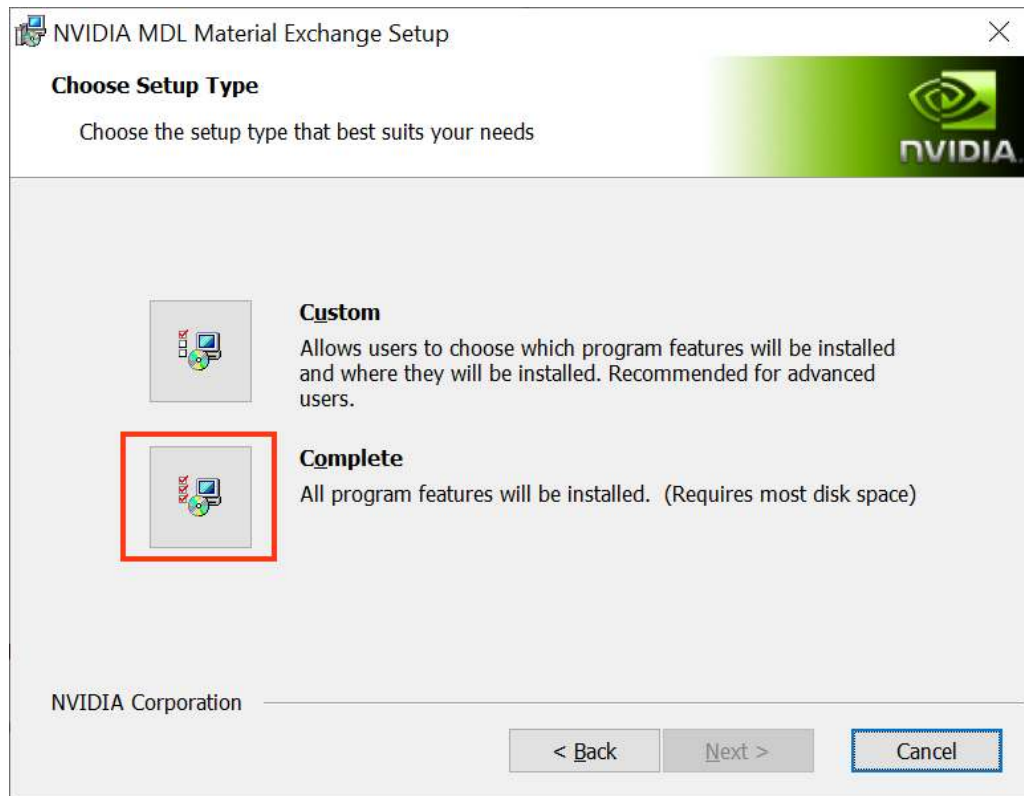 NVIDIA MDL Material Exchange Setup
Choose Setup Type
Choose the setup type that best suits your needs
NVIDIA.
Custom
Allows users to choose which program features will be installed
and where they will be installed. Recommended for advanced
users.
Complete
All program features will be installed.  (Requires most disk space)
NVIDIA Corporation
< Back
Next >
Cancel